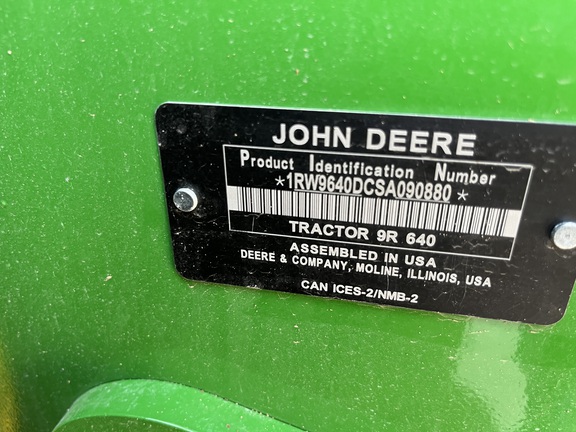 JOHN DEERE
Product Identification Number
*1RW9640DCSA090880*
TRACTOR 9R 640
ASSEMBLED IN USA
DEERE & COMPANY, MOLINE, ILLINOIS, USA
CAN ICES-2/NMB-2